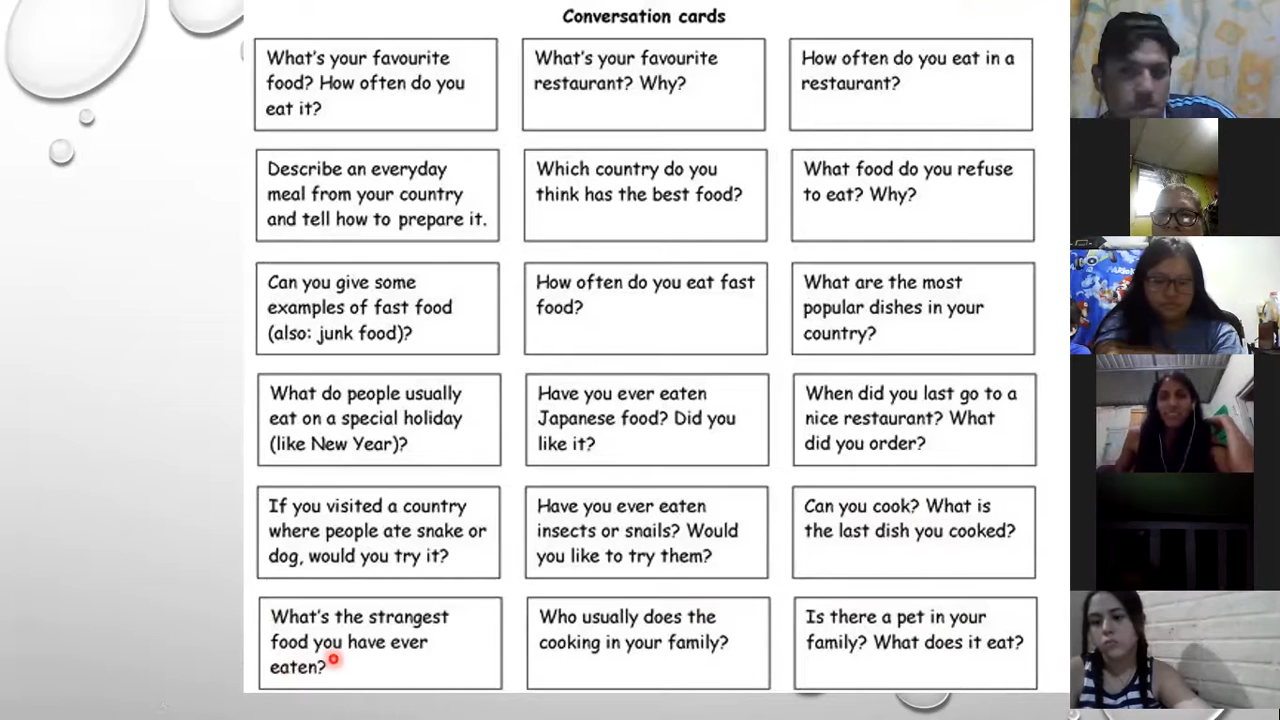 Conversation cards
What's your favourite
food? How often do you
eat it?
What's your favourite
restaurant? Why?
How often do you eat in a
restaurant?
Describe an everyday
meal from your country
and tell how to prepare it.
Which country do you
think has the best food?
What food do you refuse
to eat? Why?
Can you give some
examples of fast food
(also: junk food)?
How often do you eat fast
food?
What are the most
popular dishes in your
country?
What do people usually
eat on a special holiday
(like New Year)?
Have you ever eaten
Japanese food? Did you
like it?
When did you last go to a
nice restaurant? What
did you order?
If you visited a country
where people ate snake or
dog, would you try it?
Have you ever eaten
insects or snails? Would
you like to try them?
Can you cook? What is
the last dish you cooked?
What's the strangest
food you have ever
eaten?
Who usually does the
cooking in your family?
Is there a pet in your
family? What does it eat?